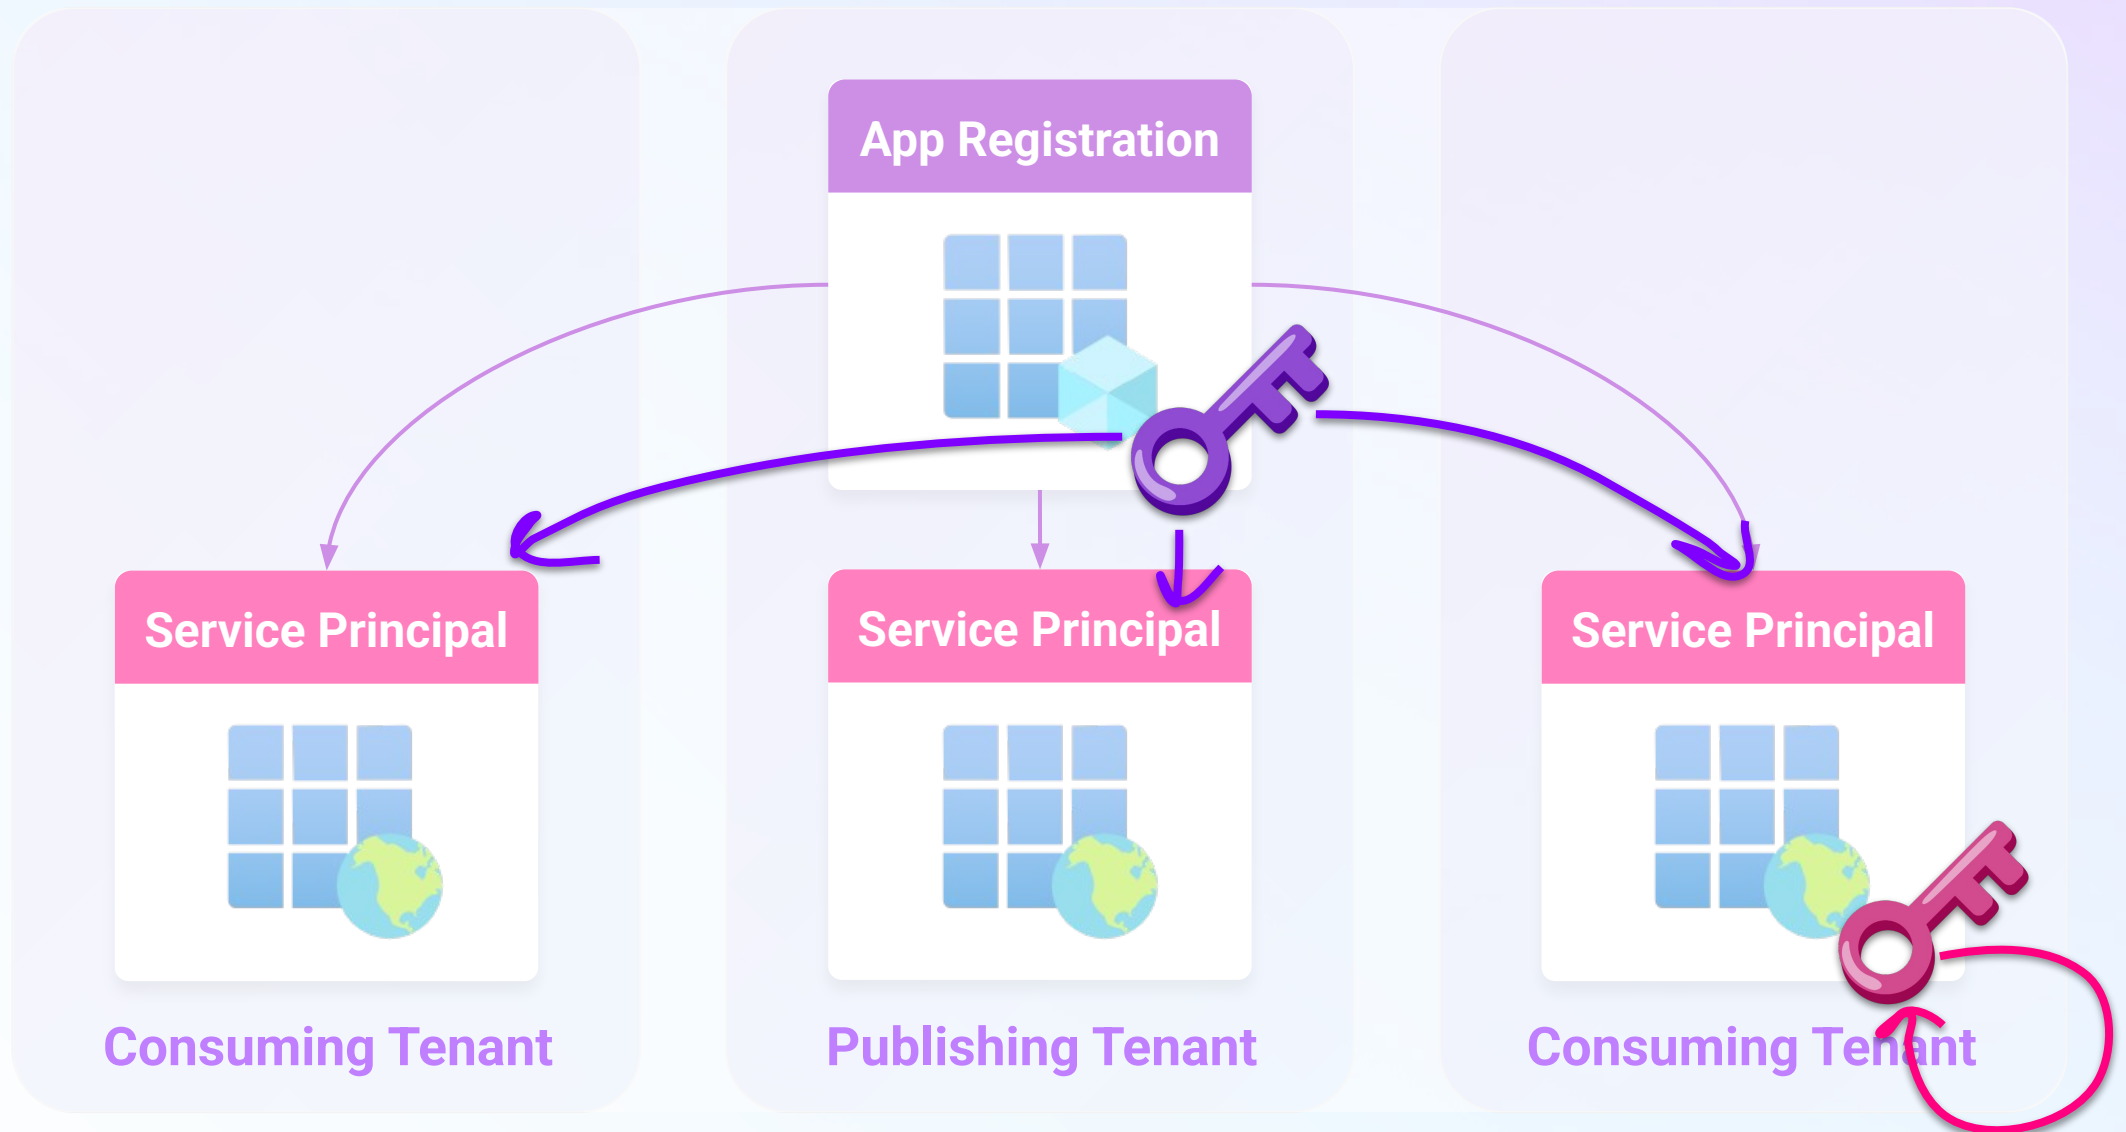 App Registration
Service Principal
Service Principal
Service Principal
Consuming Tenant
Publishing Tenant
Consuming Tenant